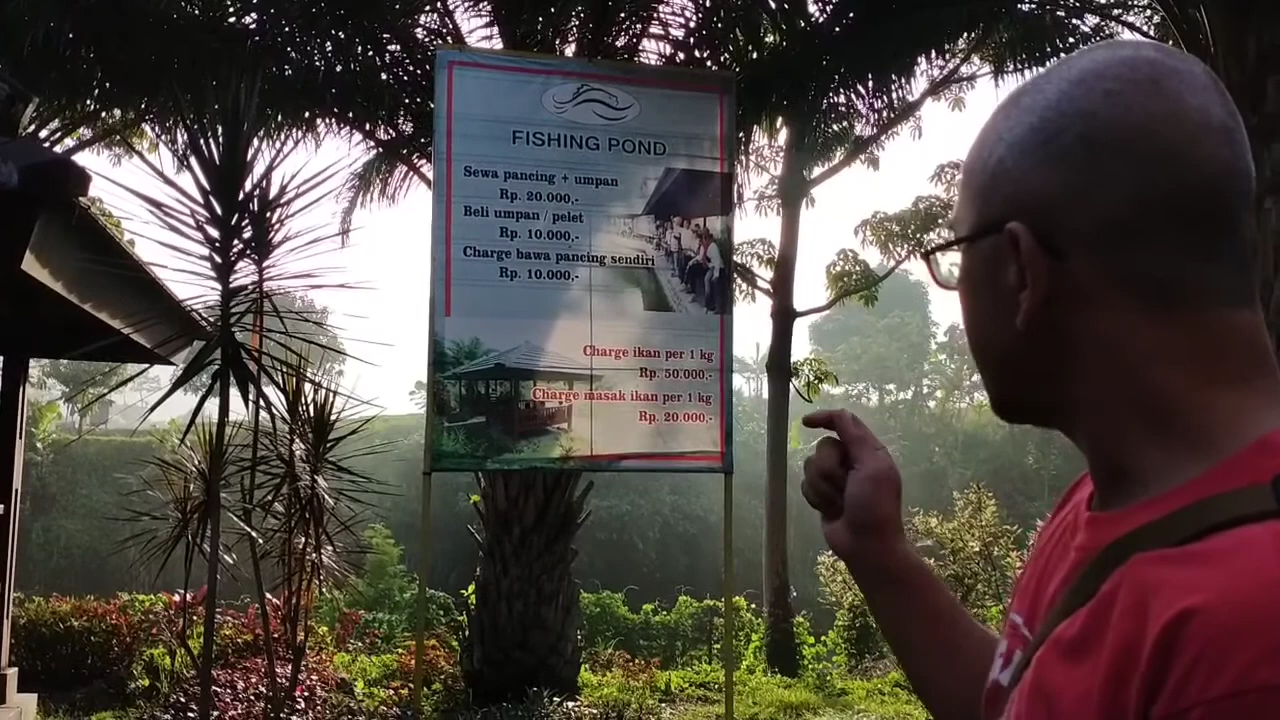 FISHING POND
Sewa pancing + umpan
Rp. 20.000,-
Beli umpan / pelet
Rp. 10.000,-
Charge bawa pancing sendiri
Rp. 10.000,-
Charge ikan per 1 kg
Rp. 50.000,-
Charge masak ikan per 1 kg
Rp. 20.000,-